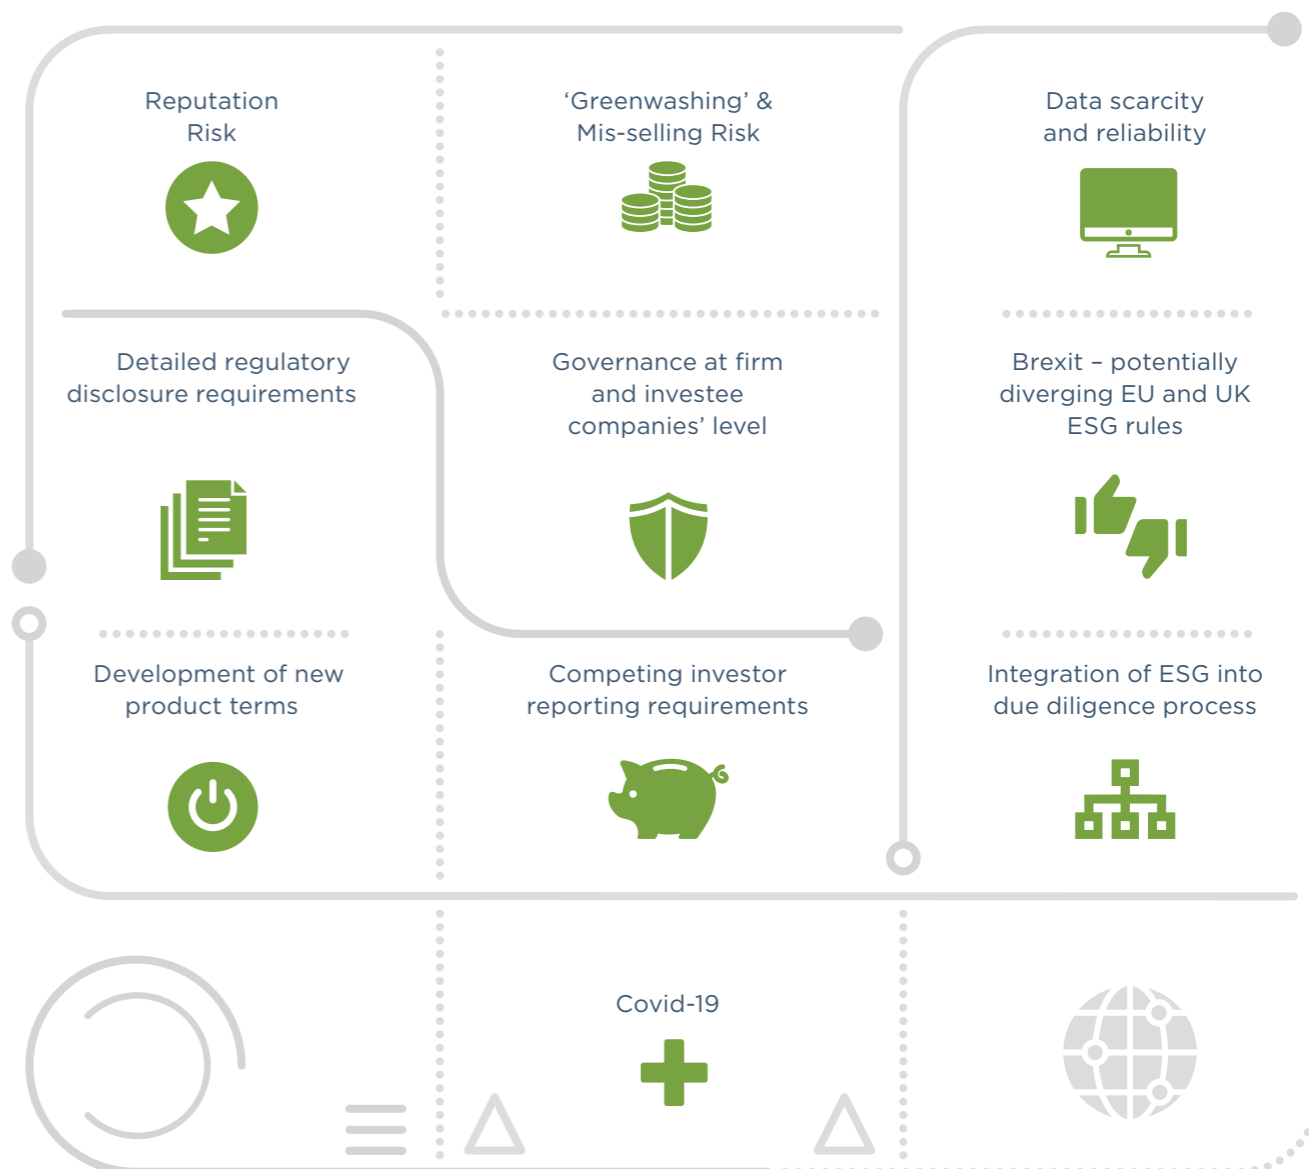 Reputation
Risk
‘Greenwashing’ &
Mis-selling Risk
Data scarcity
and reliability
Detailed regulatory
disclosure requirements
Governance at firm
and investee
companies’ level
Brexit – potentially
diverging EU and UK
ESG rules
Development of new
product terms
Competing investor
reporting requirements
Integration of ESG into
due diligence process
Covid-19